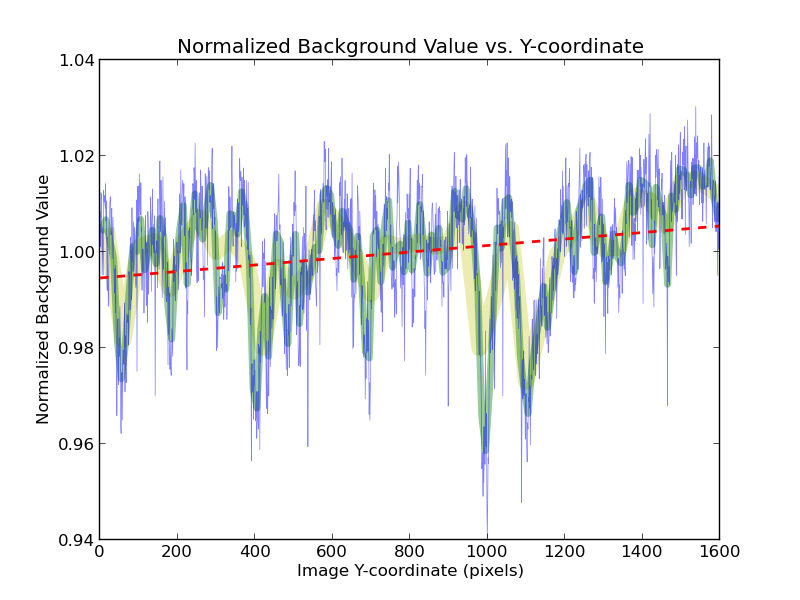 Normalized Background Value vs. Y-coordinate
1.04
1.02
1.00
0.98
0.96
0.94
Normalized Background Value
0 200 400 600 800 1000 1200 1400 1600
Image Y-coordinate (pixels)